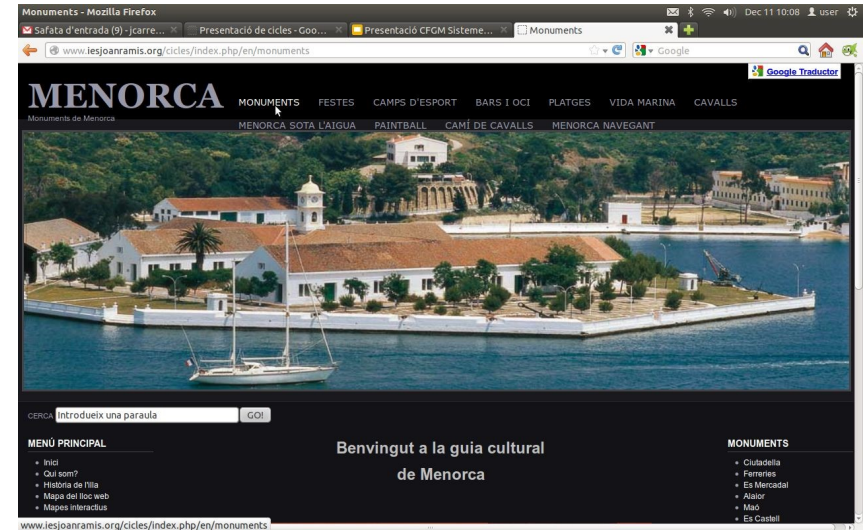 Monuments - Mozilla Firefox
Dec 11 10:08 user
Safata d'entrada (9) - jcarre...
Presentació de cicles - Goo...
Presentació CFGM Sisteme...
Monuments
www.iesjoanramis.org/cicles/index.php/en/monuments
Google
Google Traductor
MENORCA
Monuments de Menorca
MONUMENTS FESTES CAMPS D'ESPORT BARS I OCI PLATGES VIDA MARINA CAVALLS
MENORCA SOTA L'AIGUA PAINTBALL CAMÍ DE CAVALLS MENORCA NAVEGANT
CERCA Introdueix una paraula GO!
MENÚ PRINCIPAL
Inici
Qui som?
Història de l'illa
Mapa del lloc web
Mapes interactius
Benvingut a la guia cultural
de Menorca
MONUMENTS
Ciutadella
Ferreries
Es Mercadal
Alaior
Maó
Es Castell
www.iesjoanramis.org/cicles/index.php/en/monuments